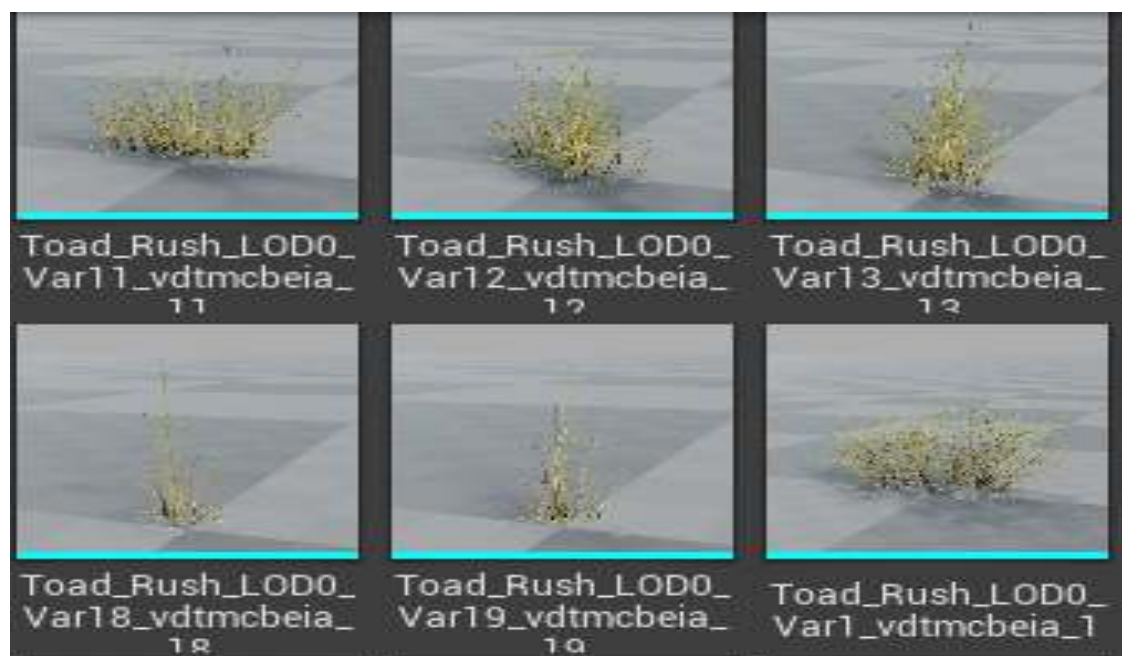 Toad_Rush_LOD0_
Var11_vdtmcbeia_
11
Toad_Rush_LOD0_
Var12_vdtmcbeia_
12
Toad_Rush_LOD0_
Var13_vdtmcbeia_
13
Toad_Rush_LOD0_
Var18_vdtmcbeia_
18
Toad_Rush_LOD0_
Var19_vdtmcbeia_
19
Toad_Rush_LOD0_
Var1_vdtmcbeia_1